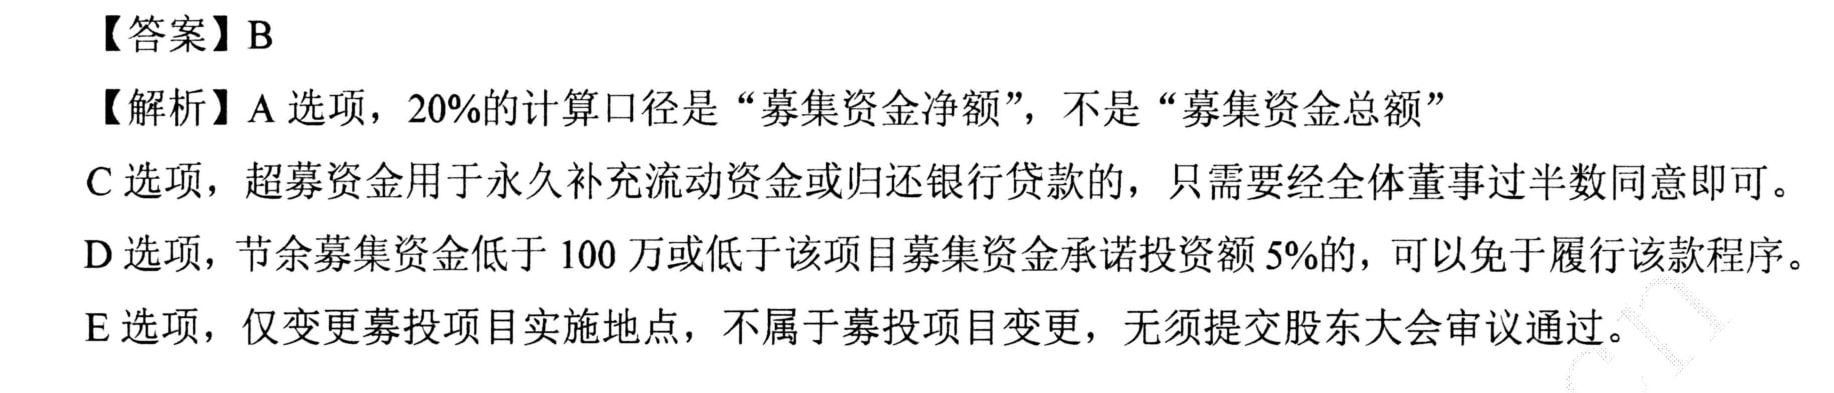 【答案】B
【解析】A 选项，20%的计算口径是“募集资金净额”，不是“募集资金总额”
C 选项，超募资金用于永久补充流动资金或归还银行贷款的，只需要经全体董事过半数同意即可。
D 选项，节余募集资金低于 100 万或低于该项目募集资金承诺投资额 5%的，可以免于履行该款程序。
E 选项，仅变更募投项目实施地点，不属于募投项目变更，无须提交股东大会审议通过。
cn